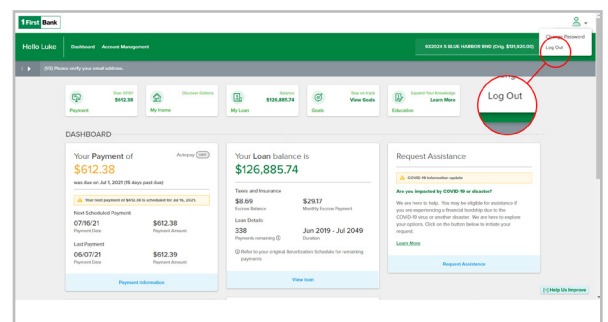 1First Bank
Change Password
Log Out
Hello Luke
Dashboard
Account Management
(1/3) Please verify your email address.
Log Out
Due: 07/01
$612.38
Payment
Discover Options
My Home
Balance
$126,885.74
My Loan
Stay on track
View Goals
Goals
Expand Your Knowledge
Learn More
Education
DASHBOARD
Your Payment of
Autopay OFF
$612.38
was due on Jul 1, 2021 (15 days past due)
Your next payment of $612.38 is scheduled for Jul 16, 2021.
Next Scheduled Payment
07/16/21
$612.38
Payment Date
Payment Amount
Last Payment
06/07/21
$612.39
Payment Date
Payment Amount
Payment Information
Your Loan balance is
$126,885.74
Taxes and Insurance
$8.69
$29.17
Escrow Balance
Monthly Escrow Payment
Loan Details
338
Jun 2019 - Jul 2049
Payments remaining
Duration
Refer to your original Amortization Schedule for remaining
payments
View loan
Request Assistance
COVID-19 information update
Are you impacted by COVID-19 or disaster?
We are here to help. You may be eligible for assistance if
you are experiencing a financial hardship due to the
COVID-19 virus or another disaster. We are here to explore
your options. Click on the button below to initiate your
request.
Learn More
Request Assistance
Help Us Improve